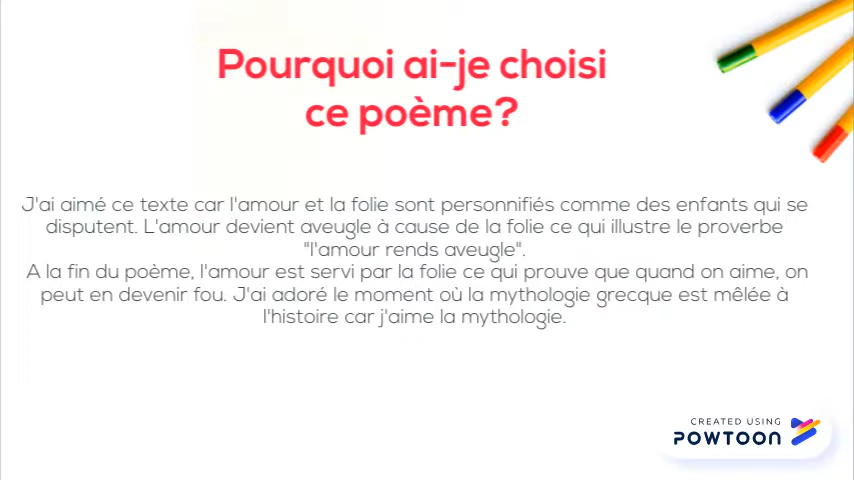 Pourquoi ai-je choisi
ce poème?
J'ai aimé ce texte car l'amour et la folie sont personnifiés comme des enfants qui se
disputent. L'amour devient aveugle à cause de la folie ce qui illustre le proverbe
"l'amour rends aveugle".
A la fin du poème, l'amour est servi par la folie ce qui prouve que quand on aime, on
peut en devenir fou. J'ai adoré le moment où la mythologie grecque est mêlée à
l'histoire car j'aime la mythologie.
CREATED USING
POWTOON